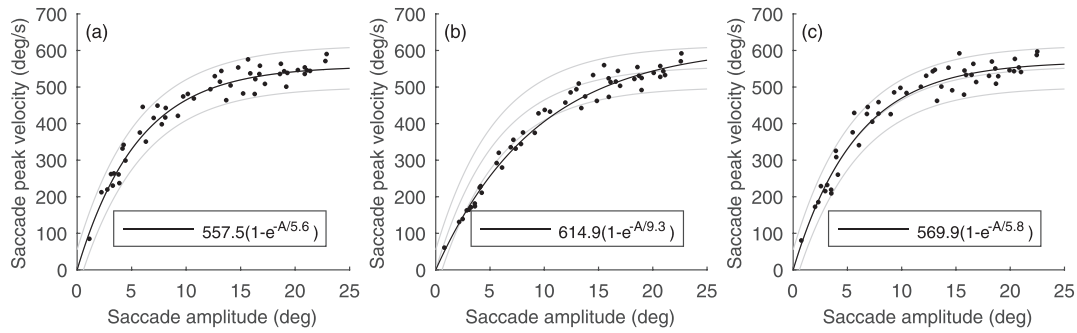 (a)
Saccade peak velocity (deg/s)
700
600
500
400
300
200
100
0
557.5(1-e^-A/5.6)
0 5 10 15 20 25
Saccade amplitude (deg)
(b)
Saccade peak velocity (deg/s)
700
600
500
400
300
200
100
0
614.9(1-e^-A/9.3)
0 5 10 15 20 25
Saccade amplitude (deg)
(c)
Saccade peak velocity (deg/s)
700
600
500
400
300
200
100
0
569.9(1-e^-A/5.8)
0 5 10 15 20 25
Saccade amplitude (deg)